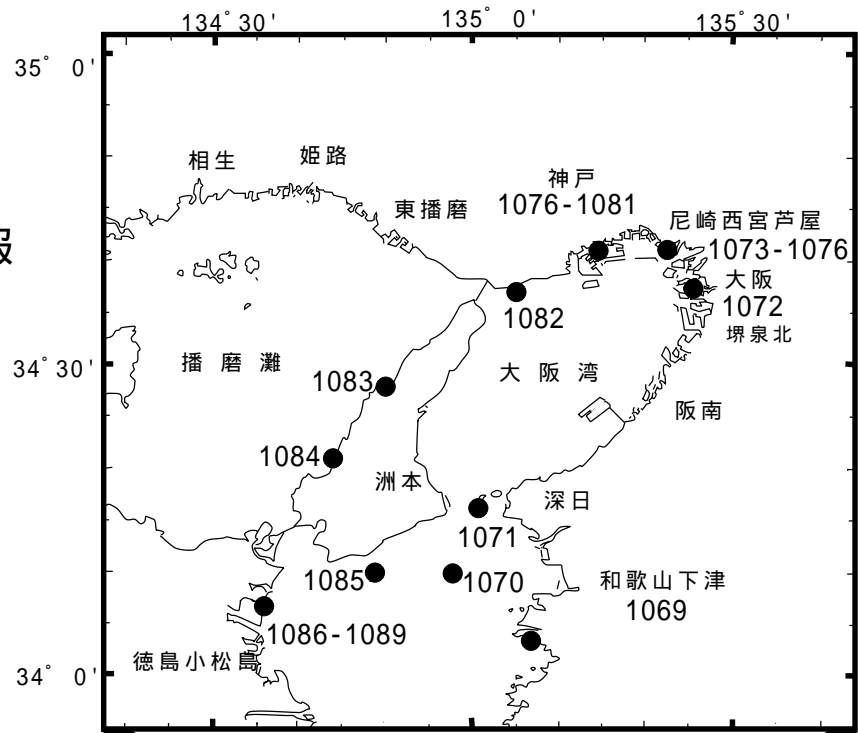 134° 30'
135° 0'
135° 30'
35° 0'
相生
姫路
神戸
1076-1081
東播磨
尼崎西宮芦屋
1073-1076
報
大阪
1072
1082
堺泉北
34° 30'
播磨灘
1083
大阪湾
阪南
1084
洲本
深日
1071
1085
1070
和歌山下津
1069
1086-1089
徳島小松島
34° 0'